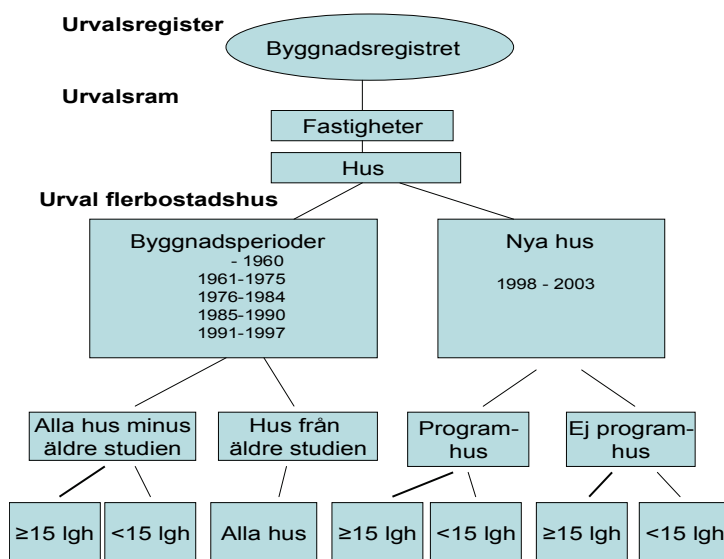 Urvalsregister
Byggnadsregistret
Urvalsram
Fastigheter
Hus
Urval flerbostadshus
Byggnadsperioder
- 1960
1961-1975
1976-1984
1985-1990
1991-1997
Nya hus
1998 - 2003
Alla hus minus
äldre studien
Hus från
äldre studien
Program-
hus
Ej program-
hus
≥15 lgh
<15 lgh
Alla hus
≥15 lgh
<15 lgh
≥15 lgh
<15 lgh